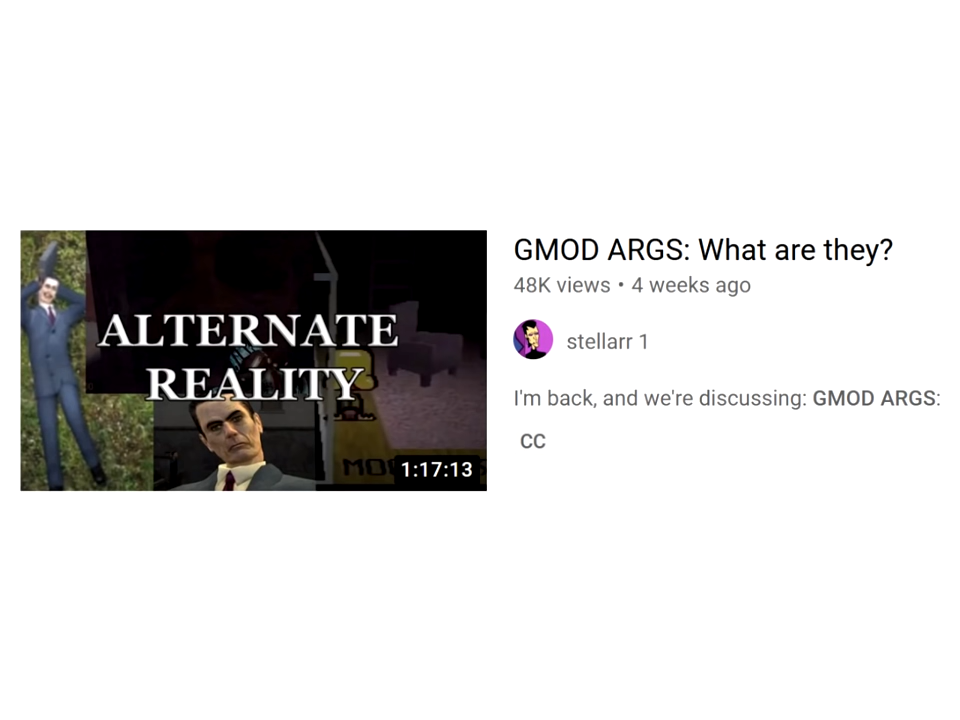 ALTERNATE
REALITY
1:17:13
GMOD ARGS: What are they?
48K views • 4 weeks ago
stellarr 1
I'm back, and we're discussing: GMOD ARGS:
CC